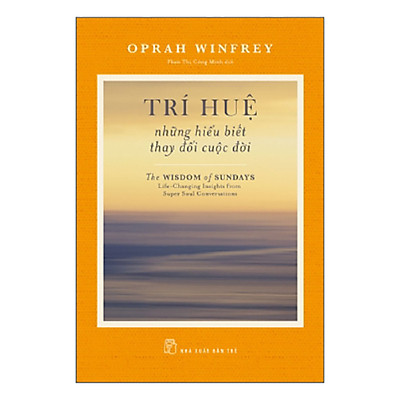 OPRAH WINFREY
Phan Thị Công Minh dịch
TRÍ HUỆ
những hiểu biết
thay đổi cuộc đời
The WISDOM of SUNDAYS
Life-Changing Insights from
Super Soul Conversations
NHÀ XUẤT BẢN TRẺ